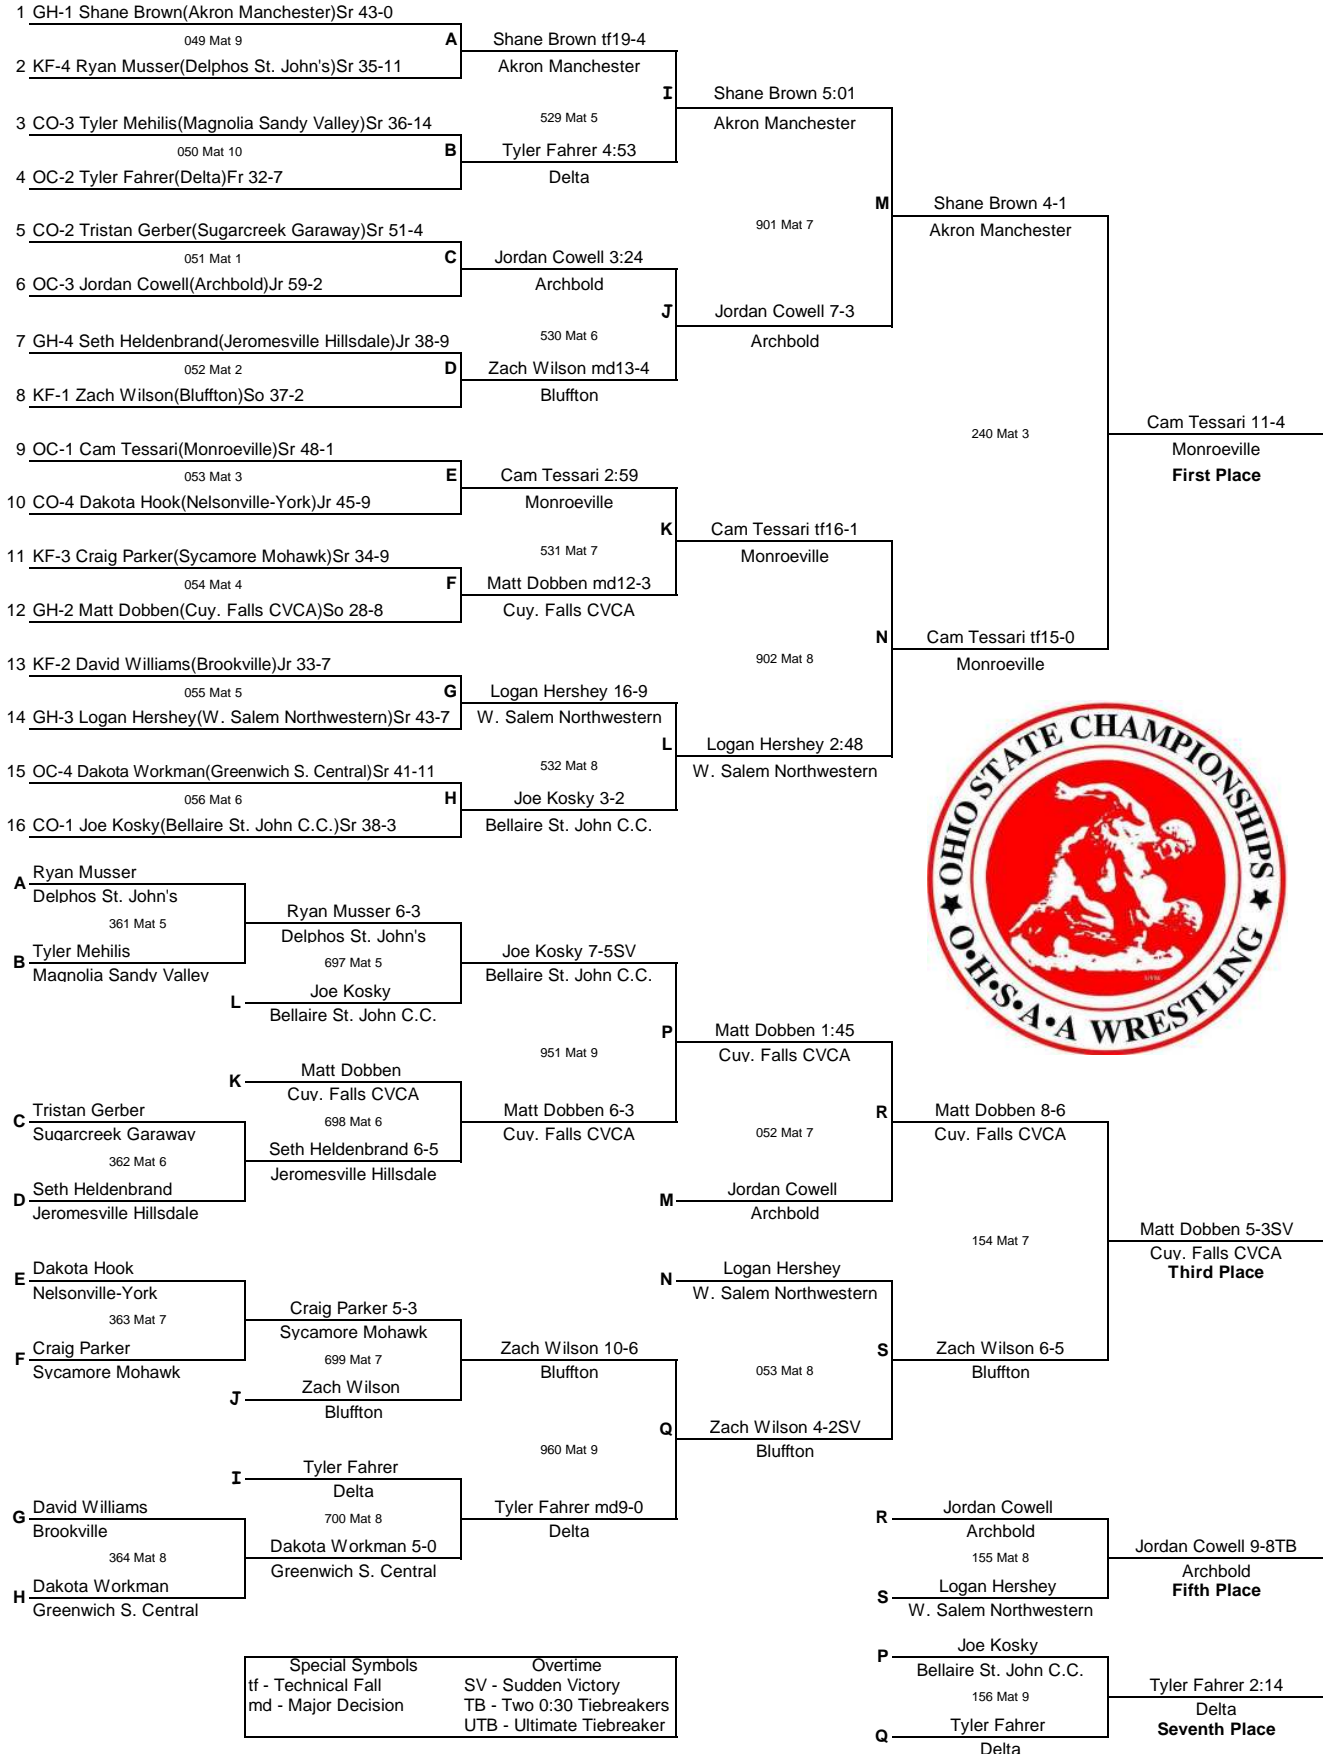 1 GH-1 Shane Brown(Akron Manchester)Sr 43-0
049 Mat 9
A
2 KF-4 Ryan Musser(Delphos St. John's)Sr 35-11
Shane Brown tf19-4
Akron Manchester
3 CO-3 Tyler Mehilis(Magnolia Sandy Valley)Sr 36-14
050 Mat 10
B
4 OC-2 Tyler Fahrer(Delta)Fr 32-7
529 Mat 5
I
Tyler Fahrer 4:53
Delta
Shane Brown 5:01
Akron Manchester
5 CO-2 Tristan Gerber(Sugarcreek Garaway)Sr 51-4
051 Mat 1
C
6 OC-3 Jordan Cowell(Archbold)Jr 59-2
Jordan Cowell 3:24
Archbold
901 Mat 7
M
Shane Brown 4-1
Akron Manchester
7 GH-4 Seth Heldenbrand(Jeromesville Hillsdale)Jr 38-9
052 Mat 2
D
8 KF-1 Zach Wilson(Bluffton)So 37-2
530 Mat 6
J
Zach Wilson md13-4
Bluffton
Jordan Cowell 7-3
Archbold
9 OC-1 Cam Tessari(Monroeville)Sr 48-1
053 Mat 3
E
10 CO-4 Dakota Hook(Nelsonville-York)Jr 45-9
Cam Tessari 2:59
Monroeville
240 Mat 3
Cam Tessari 11-4
Monroeville
First Place
11 KF-3 Craig Parker(Sycamore Mohawk)Sr 34-9
054 Mat 4
F
12 GH-2 Matt Dobben(Cuy. Falls CVCA)So 28-8
531 Mat 7
K
Matt Dobben md12-3
Cuy. Falls CVCA
Cam Tessari tf16-1
Monroeville
13 KF-2 David Williams(Brookville)Jr 33-7
055 Mat 5
G
14 GH-3 Logan Hershey(W. Salem Northwestern)Sr 43-7
Logan Hershey 16-9
W. Salem Northwestern
902 Mat 8
N
Cam Tessari tf15-0
Monroeville
15 OC-4 Dakota Workman(Greenwich S. Central)Sr 41-11
056 Mat 6
H
16 CO-1 Joe Kosky(Bellaire St. John C.C.)Sr 38-3
532 Mat 8
L
Joe Kosky 3-2
Bellaire St. John C.C.
Logan Hershey 2:48
W. Salem Northwestern
OHIO STATE CHAMPIONSHIPS
★ O•H•S•A•A WRESTLING ★
A Ryan Musser
Delphos St. John's
361 Mat 5
B Tyler Mehilis
Magnolia Sandy Valley
Ryan Musser 6-3
Delphos St. John's
697 Mat 5
L Joe Kosky
Bellaire St. John C.C.
Joe Kosky 7-5SV
Bellaire St. John C.C.
951 Mat 9
P
K Matt Dobben
Cuy. Falls CVCA
698 Mat 6
C Tristan Gerber
Sugarcreek Garaway
362 Mat 6
D Seth Heldenbrand
Jeromesville Hillsdale
Seth Heldenbrand 6-5
Jeromesville Hillsdale
Matt Dobben 6-3
Cuy. Falls CVCA
Matt Dobben 1:45
Cuy. Falls CVCA
052 Mat 7
R
M Jordan Cowell
Archbold
Matt Dobben 8-6
Cuy. Falls CVCA
154 Mat 7
Matt Dobben 5-3SV
Cuy. Falls CVCA
Third Place
E Dakota Hook
Nelsonville-York
363 Mat 7
F Craig Parker
Sycamore Mohawk
Craig Parker 5-3
Sycamore Mohawk
699 Mat 7
J Zach Wilson
Bluffton
Zach Wilson 10-6
Bluffton
960 Mat 9
Q
N Logan Hershey
W. Salem Northwestern
053 Mat 8
S
Zach Wilson 6-5
Bluffton
Zach Wilson 4-2SV
Bluffton
I Tyler Fahrer
Delta
700 Mat 8
G David Williams
Brookville
364 Mat 8
H Dakota Workman
Greenwich S. Central
Dakota Workman 5-0
Greenwich S. Central
Tyler Fahrer md9-0
Delta
R Jordan Cowell
Archbold
155 Mat 8
S Logan Hershey
W. Salem Northwestern
Jordan Cowell 9-8TB
Archbold
Fifth Place
P Joe Kosky
Bellaire St. John C.C.
156 Mat 9
Q Tyler Fahrer
Delta
Tyler Fahrer 2:14
Delta
Seventh Place
Special Symbols
tf - Technical Fall
md - Major Decision
Overtime
SV - Sudden Victory
TB - Two 0:30 Tiebreakers
UTB - Ultimate Tiebreaker